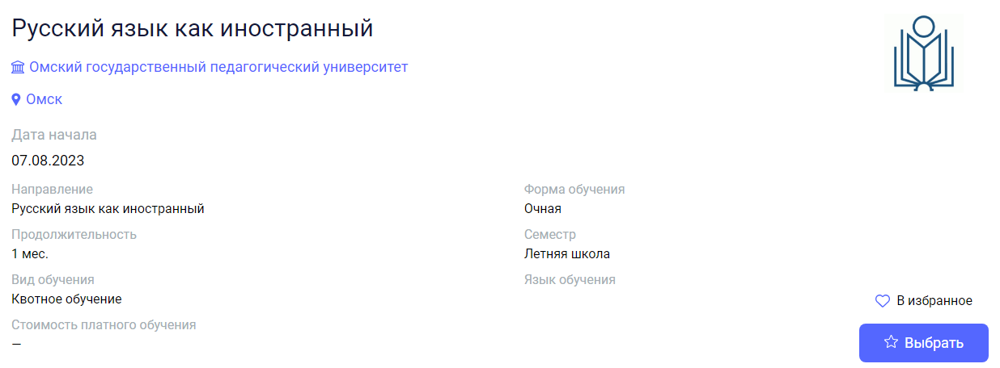 Русский язык как иностранный
Омский государственный педагогический университет
Омск
Дата начала
07.08.2023
Направление
Русский язык как иностранный
Форма обучения
Очная
Продолжительность
1 мес.
Семестр
Летняя школа
Вид обучения
Квотное обучение
Язык обучения
Стоимость платного обучения
—
В избранное
Выбрать